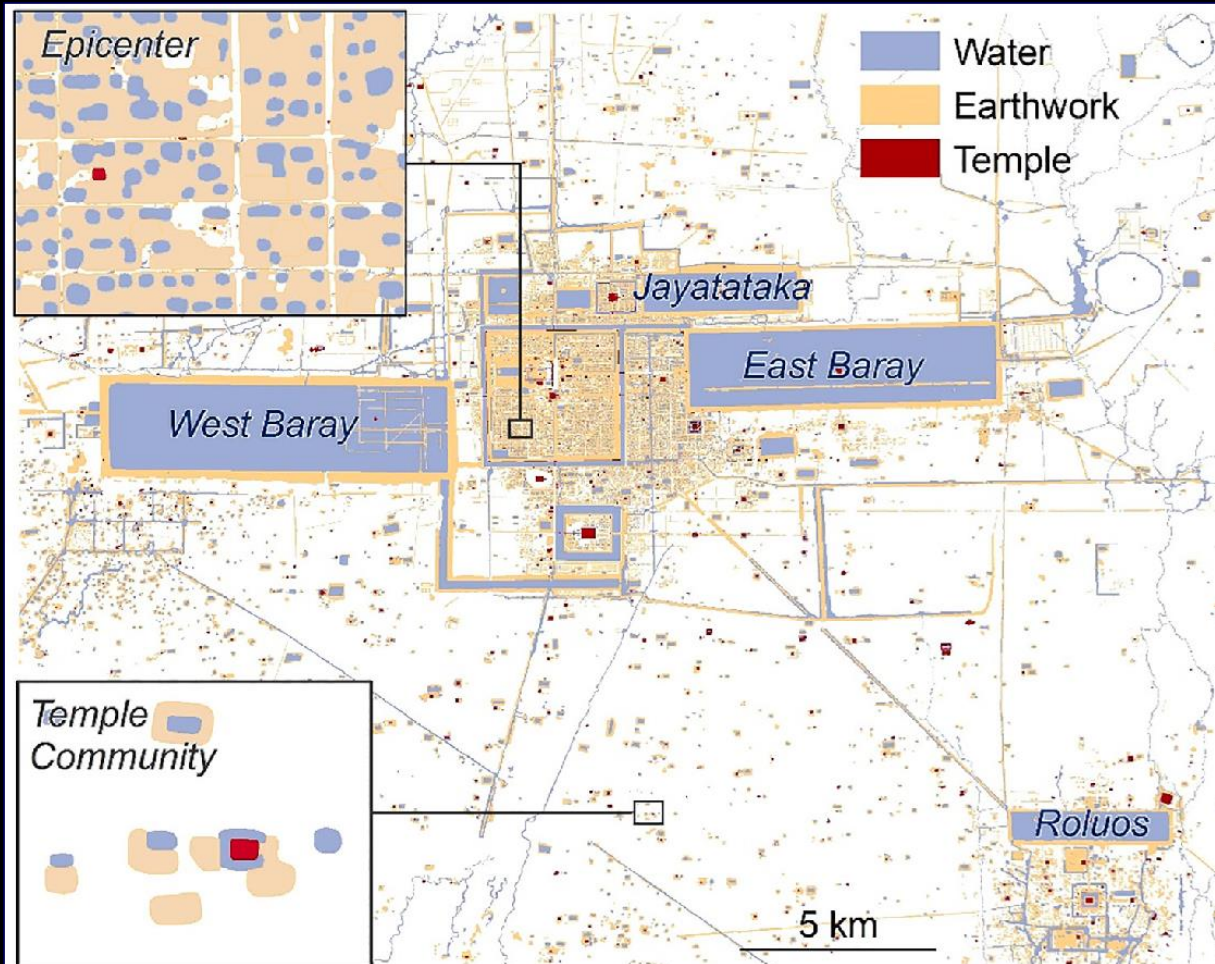 Epicenter
Water
Earthwork
Temple
Jayatataka
East Baray
West Baray
Temple
Community
Roluos
5 km